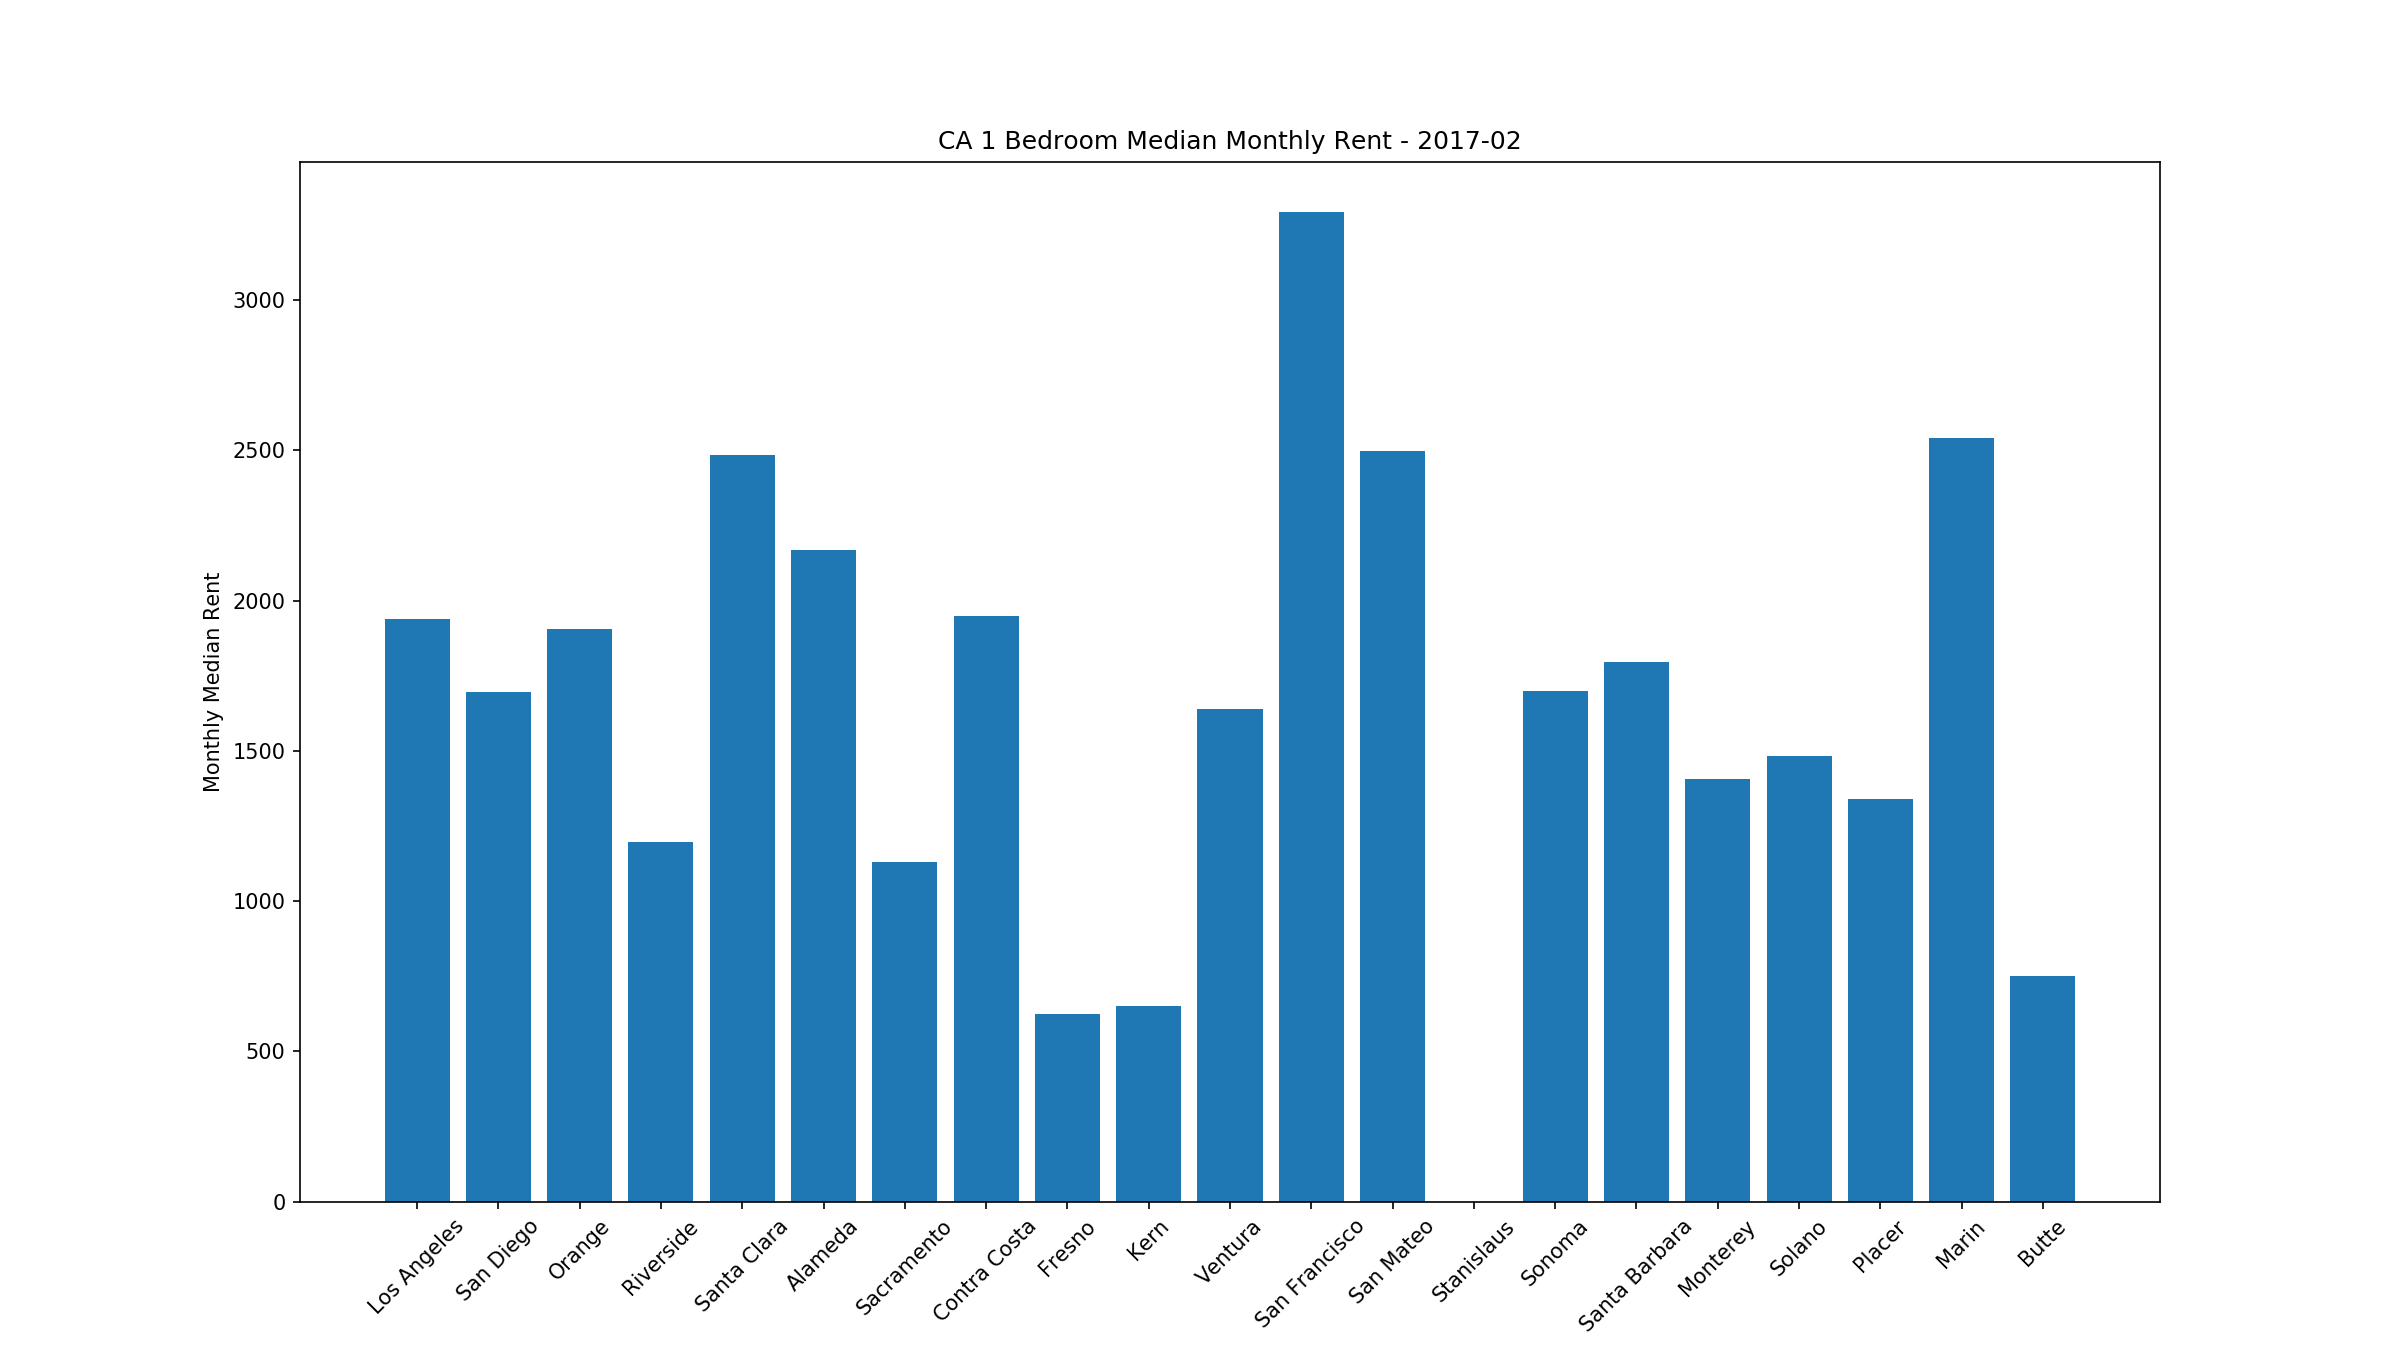 CA 1 Bedroom Median Monthly Rent - 2017-02
Monthly Median Rent
3000
2500
2000
1500
1000
500
0
Los Angeles
San Diego
Orange
Riverside
Santa Clara
Alameda
Sacramento
Contra Costa
Fresno
Kern
Ventura
San Francisco
San Mateo
Stanislaus
Sonoma
Santa Barbara
Monterey
Solano
Placer
Marin
Butte